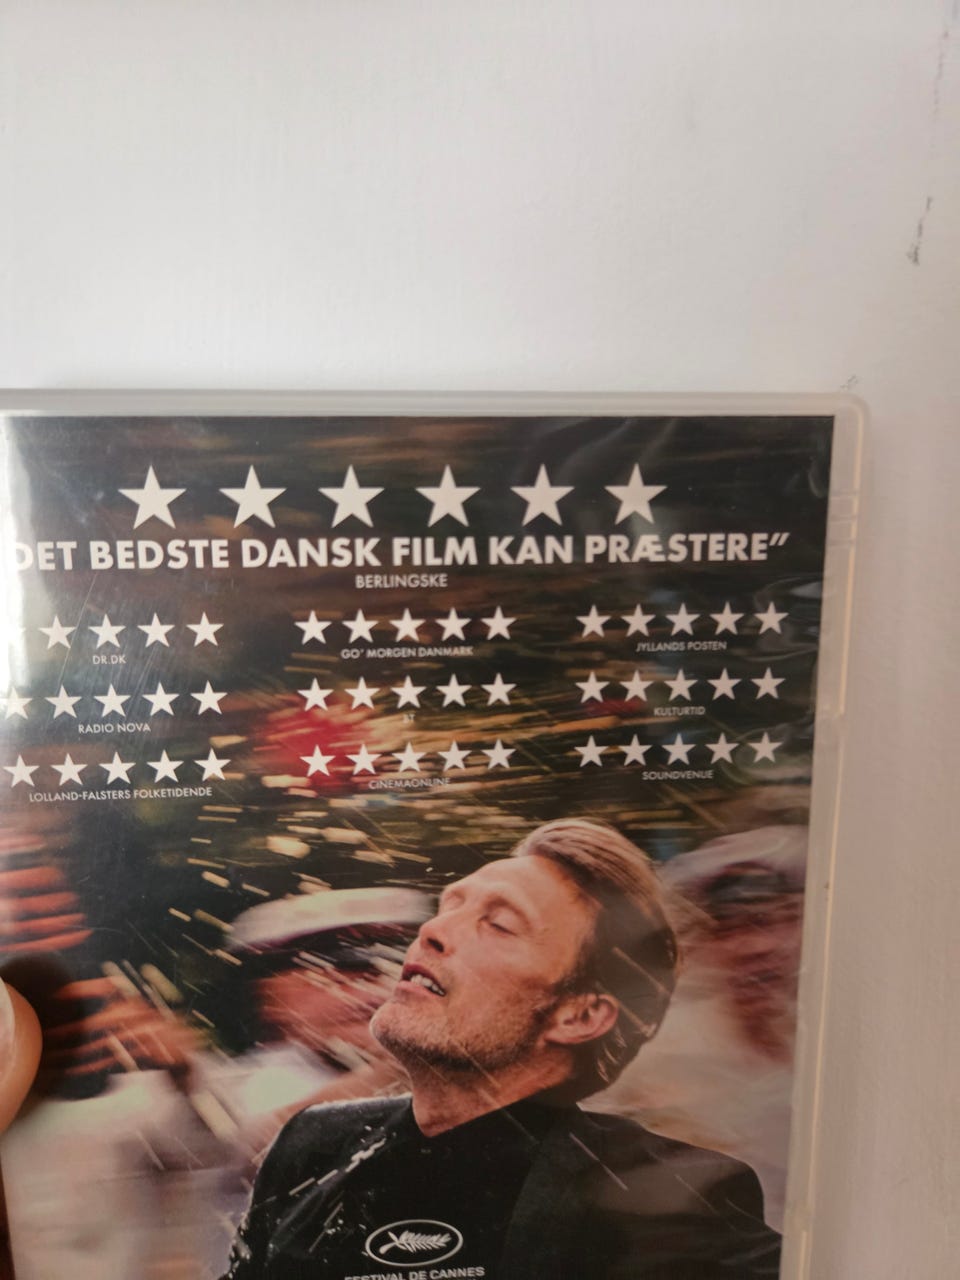 DET BEDSTE DANSK FILM KAN PRÆSTERE"
BERLINGSKE
DR.DK
GO' MORGEN DANMARK
JYLLANDS POSTEN
RADIO NOVA
BT
KULTURTID
LOLLAND-FALSTERS FOLKETIDENDE
CINEMAONLINE
SOUNDVENUE
FESTIVAL DE CANNES